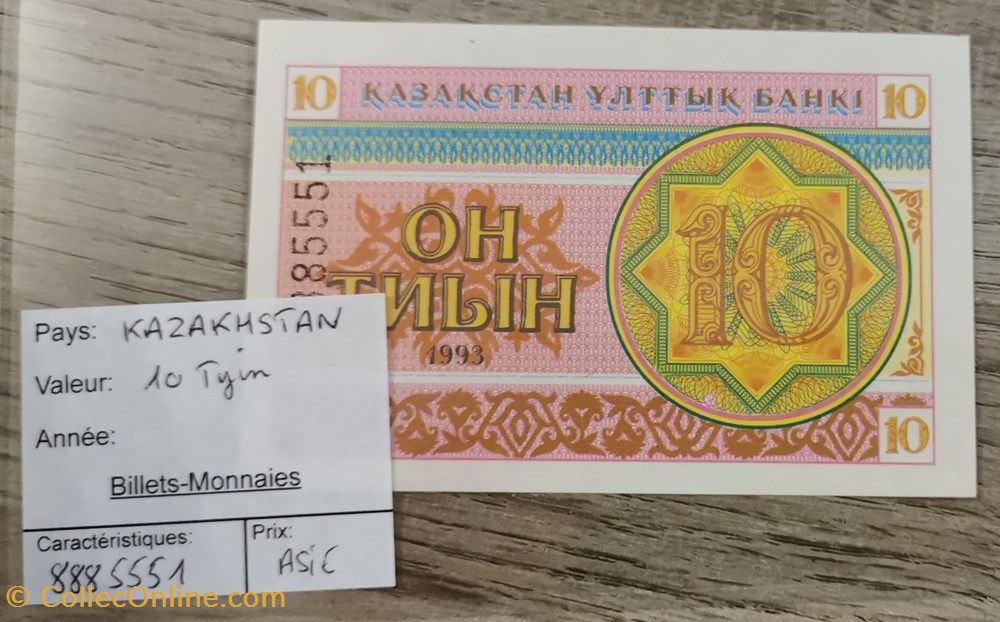 10 ҚАЗАҚСТАН ҰЛТТЫҚ БАНКІ 10
85551
ОН
ТИЫН
10
1993
10
Pays: KAZAKHSTAN
Valeur: 10 Tyin
Année:
Billets-Monnaies
Caractéristiques:
8885551
Prix:
ASIE
© CollecOnline.com